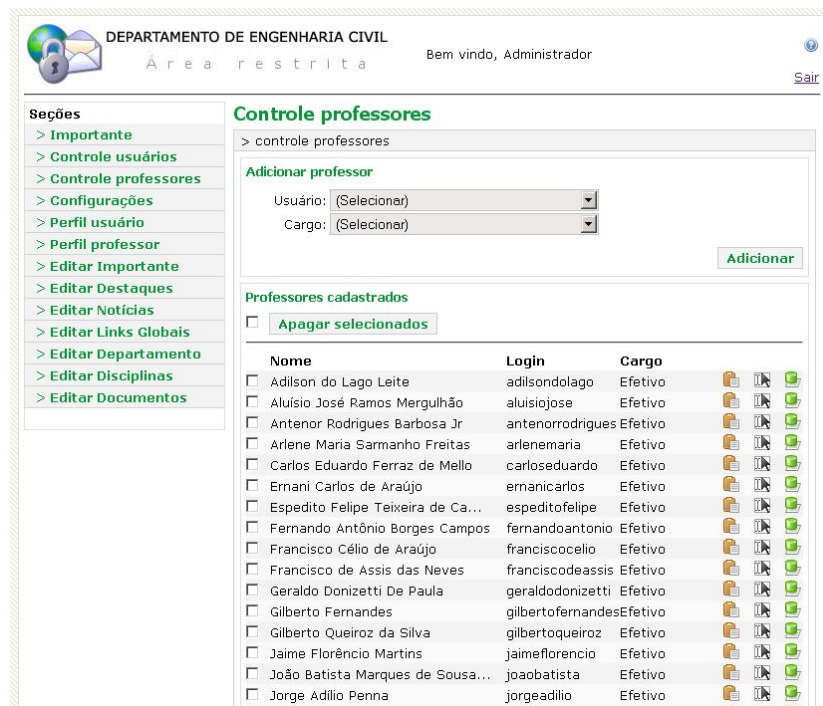 DEPARTAMENTO DE ENGENHARIA CIVIL
Área restrita
Bem vindo, Administrador
Sair
Seções
> Importante
> Controle usuários
> Controle professores
> Configurações
> Perfil usuário
> Perfil professor
> Editar Importante
> Editar Destaques
> Editar Notícias
> Editar Links Globais
> Editar Departamento
> Editar Disciplinas
> Editar Documentos
Controle professores
> controle professores
Adicionar professor
Usuário: (Selecionar)
Cargo: (Selecionar)
Adicionar
Professores cadastrados
Apagar selecionados
Nome Login Cargo
Adilson do Lago Leite adilsondolago Efetivo
Aluísio José Ramos Mergulhão aluisiojose Efetivo
Antenor Rodrigues Barbosa Jr antenorrodrigues Efetivo
Arlene Maria Sarmanho Freitas arlenemaria Efetivo
Carlos Eduardo Ferraz de Mello carloseduardo Efetivo
Ernani Carlos de Araújo ernanicarlos Efetivo
Espedito Felipe Teixeira de Ca... espeditofelipe Efetivo
Fernando Antônio Borges Campos fernandoantonio Efetivo
Francisco Célio de Araújo franciscocelio Efetivo
Francisco de Assis das Neves franciscodeassis Efetivo
Geraldo Donizetti De Paula geraldodonizetti Efetivo
Gilberto Fernandes gilbertofernandes Efetivo
Gilberto Queiroz da Silva gilbertoqueiroz Efetivo
Jaime Florêncio Martins jaimeflorencio Efetivo
João Batista Marques de Sousa... joaobatista Efetivo
Jorge Adílio Penna jorgeadilio Efetivo